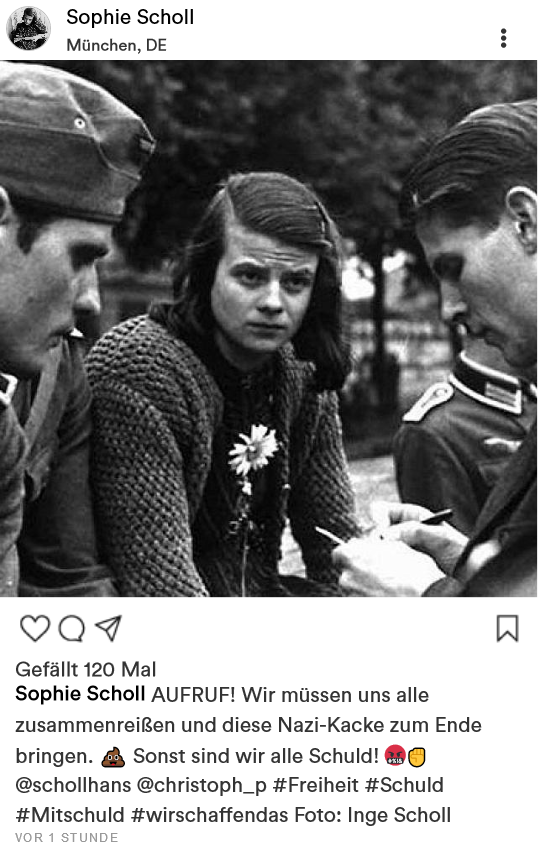 Sophie Scholl
München, DE
Gefällt 120 Mal
Sophie Scholl AUFRUF! Wir müssen uns alle
zusammenreißen und diese Nazi-Kacke zum Ende
bringen. 💩 Sonst sind wir alle Schuld! 🤬✊
@schollhans @christoph_p #Freiheit #Schuld
#Mitschuld #wirschaffendas Foto: Inge Scholl
VOR 1 STUNDE